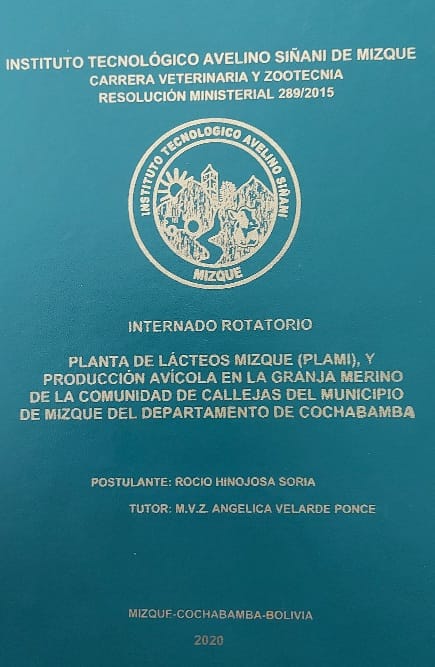 INSTITUTO TECNOLÓGICO AVELINO SIÑANI DE MIZQUE
CARRERA VETERINARIA Y ZOOTECNIA
RESOLUCIÓN MINISTERIAL 289/2015
INSTITUTO TECNOLOGICO AVELINO SIÑANI
MIZQUE
INTERNADO ROTATORIO
PLANTA DE LÁCTEOS MIZQUE (PLAMI), Y
PRODUCCIÓN AVÍCOLA EN LA GRANJA MERINO
DE LA COMUNIDAD DE CALLEJAS DEL MUNICIPIO
DE MIZQUE DEL DEPARTAMENTO DE COCHABAMBA
POSTULANTE: ROCIO HINOJOSA SORIA
TUTOR: M.V.Z. ANGELICA VELARDE PONCE
MIZQUE-COCHABAMBA-BOLIVIA
2020